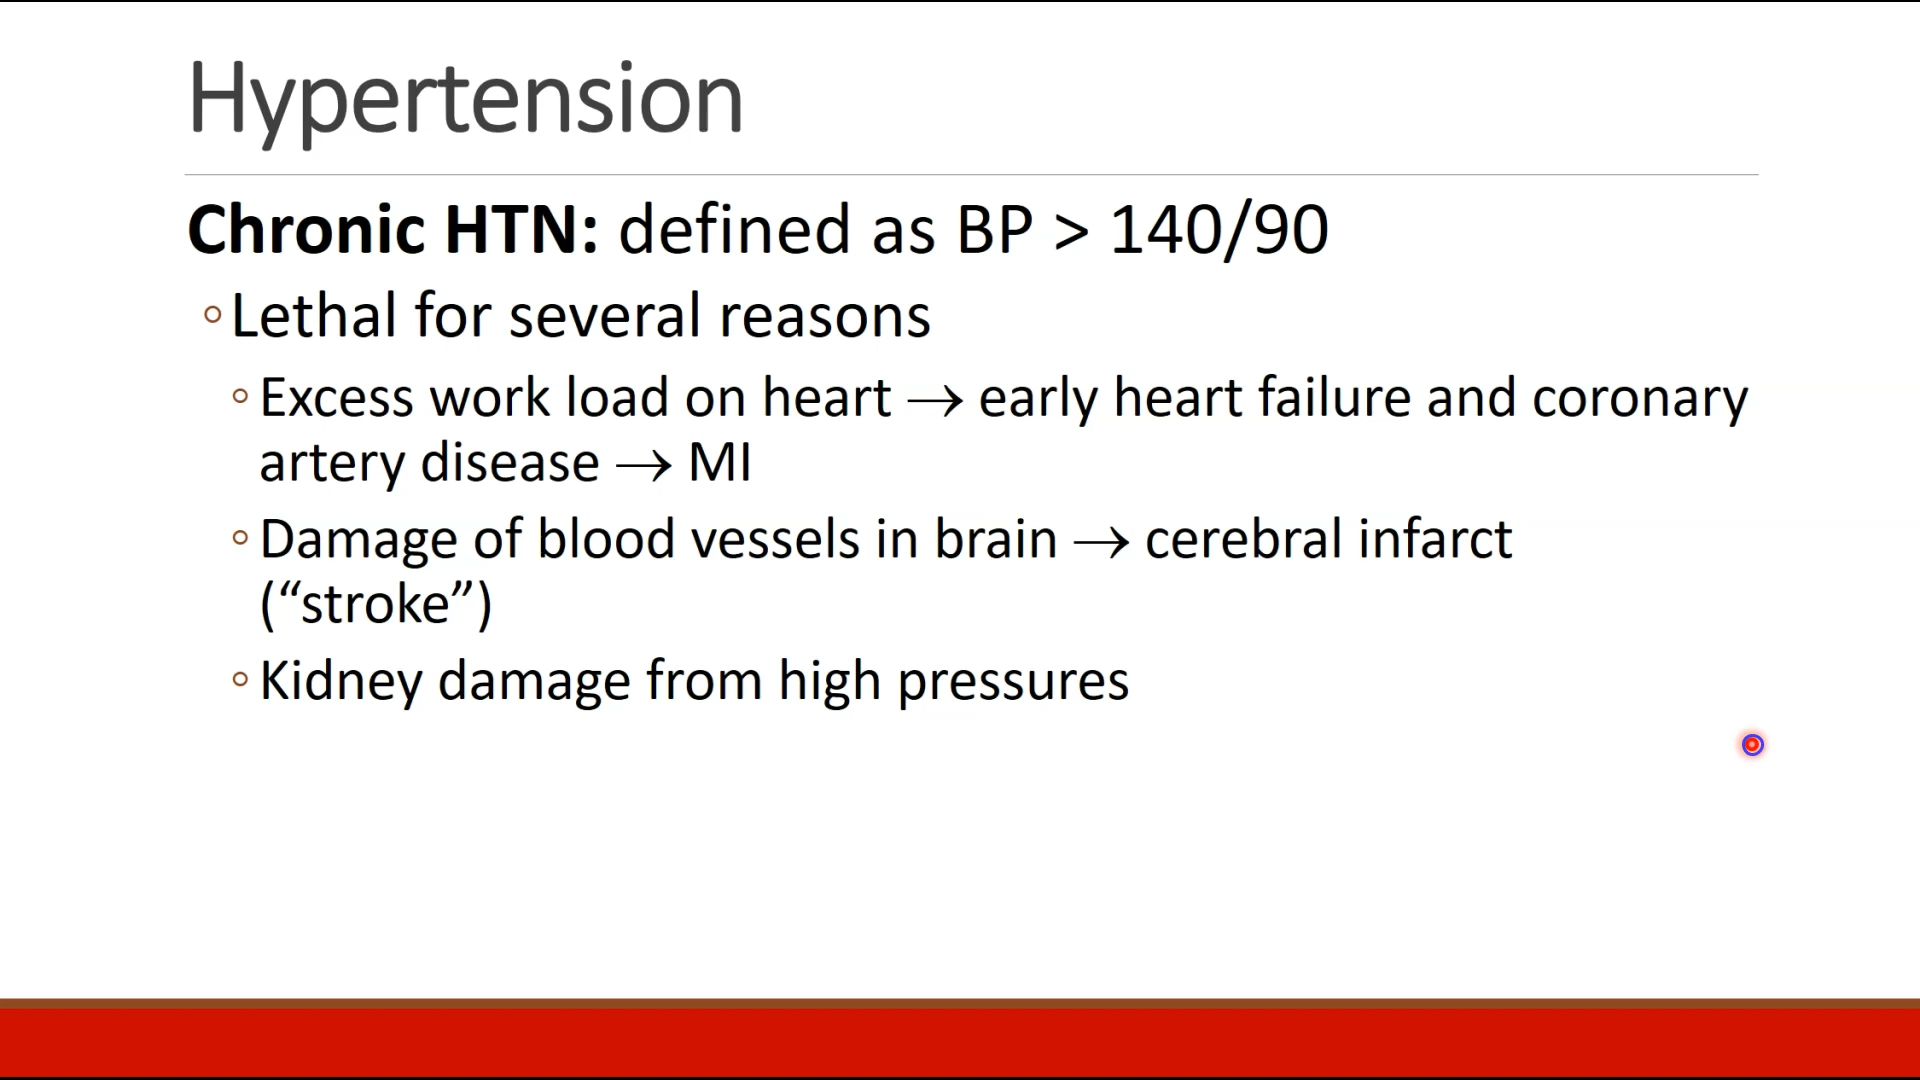 Hypertension
Chronic HTN: defined as BP > 140/90
◦Lethal for several reasons
◦Excess work load on heart → early heart failure and coronary
artery disease → MI
◦Damage of blood vessels in brain → cerebral infarct
(“stroke”)
◦Kidney damage from high pressures